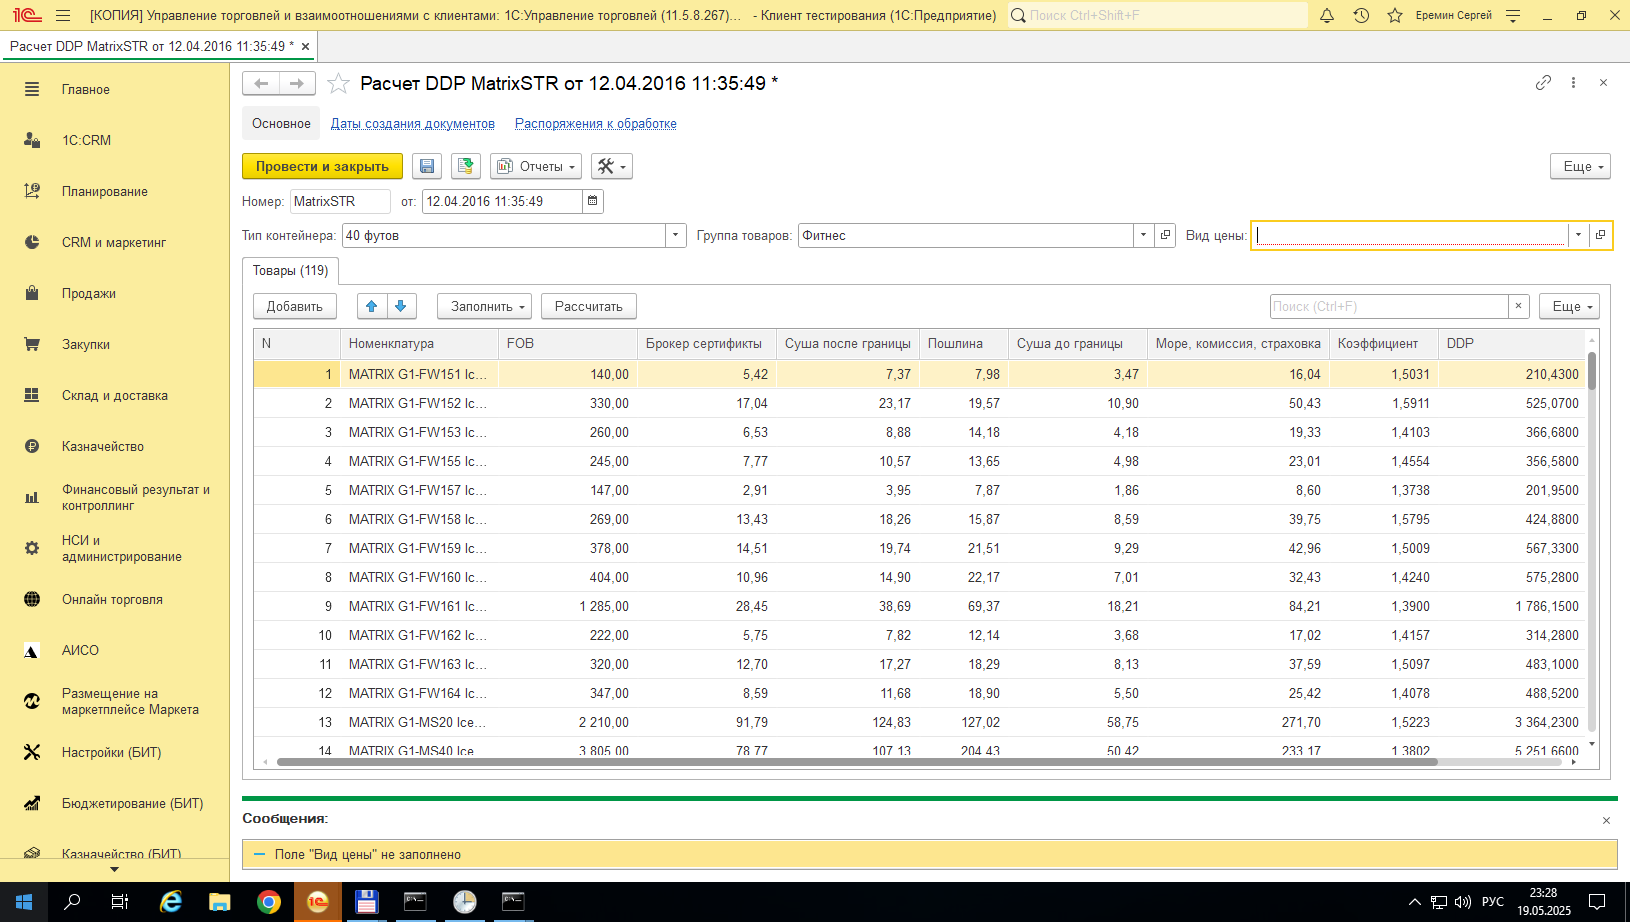 [КОПИЯ] Управление торговлей и взаимоотношениями с клиентами: 1С:Управление торговлей (11.5.8.267)... - Клиент тестирования (1С:Предприятие)
Поиск Ctrl+Shift+F
Еремин Сергей
Расчет DDP MatrixSTR от 12.04.2016 11:35:49 *
Главное
1С:CRM
Планирование
CRM и маркетинг
Продажи
Закупки
Склад и доставка
Казначейство
Финансовый результат и
контроллинг
НСИ и
администрирование
Онлайн торговля
АИСО
Размещение на
маркетплейсе Маркета
Настройки (БИТ)
Бюджетирование (БИТ)
Казначейство (БИТ)
Расчет DDP MatrixSTR от 12.04.2016 11:35:49 *
Основное Даты создания документов Распоряжения к обработке
Провести и закрыть Отчеты Еще
Номер: MatrixSTR от: 12.04.2016 11:35:49
Тип контейнера: 40 футов Группа товаров: Фитнес Вид цены:
Товары (119)
Добавить Заполнить Рассчитать Поиск (Ctrl+F) Еще
N Номенклатура FOB Брокер сертифкты Суша после границы Пошлина Суша до границы Море, комиссия, страховка Коэффициент DDP
1 MATRIX G1-FW151 Ic... 140,00 5,42 7,37 7,98 3,47 16,04 1,5031 210,4300
2 MATRIX G1-FW152 Ic... 330,00 17,04 23,17 19,57 10,90 50,43 1,5911 525,0700
3 MATRIX G1-FW153 Ic... 260,00 6,53 8,88 14,18 4,18 19,33 1,4103 366,6800
4 MATRIX G1-FW155 Ic... 245,00 7,77 10,57 13,65 4,98 23,01 1,4554 356,5800
5 MATRIX G1-FW157 Ic... 147,00 2,91 3,95 7,87 1,86 8,60 1,3738 201,9500
6 MATRIX G1-FW158 Ic... 269,00 13,43 18,26 15,87 8,59 39,75 1,5795 424,8800
7 MATRIX G1-FW159 Ic... 378,00 14,51 19,74 21,51 9,29 42,96 1,5009 567,3300
8 MATRIX G1-FW160 Ic... 404,00 10,96 14,90 22,17 7,01 32,43 1,4240 575,2800
9 MATRIX G1-FW161 Ic... 1 285,00 28,45 38,69 69,37 18,21 84,21 1,3900 1 786,1500
10 MATRIX G1-FW162 Ic... 222,00 5,75 7,82 12,14 3,68 17,02 1,4157 314,2800
11 MATRIX G1-FW163 Ic... 320,00 12,70 17,27 18,29 8,13 37,59 1,5097 483,1000
12 MATRIX G1-FW164 Ic... 347,00 8,59 11,68 18,90 5,50 25,42 1,4078 488,5200
13 MATRIX G1-MS20 Ice... 2 210,00 91,79 124,83 127,02 58,75 271,70 1,5223 3 364,2300
14 MATRIX G1-MS40 Ice 3 805,00 78,77 107,13 204,43 50,42 233,17 1,3802 5 251,6600
Сообщения:
Поле "Вид цены" не заполнено
РУС
23:28
19.05.2025